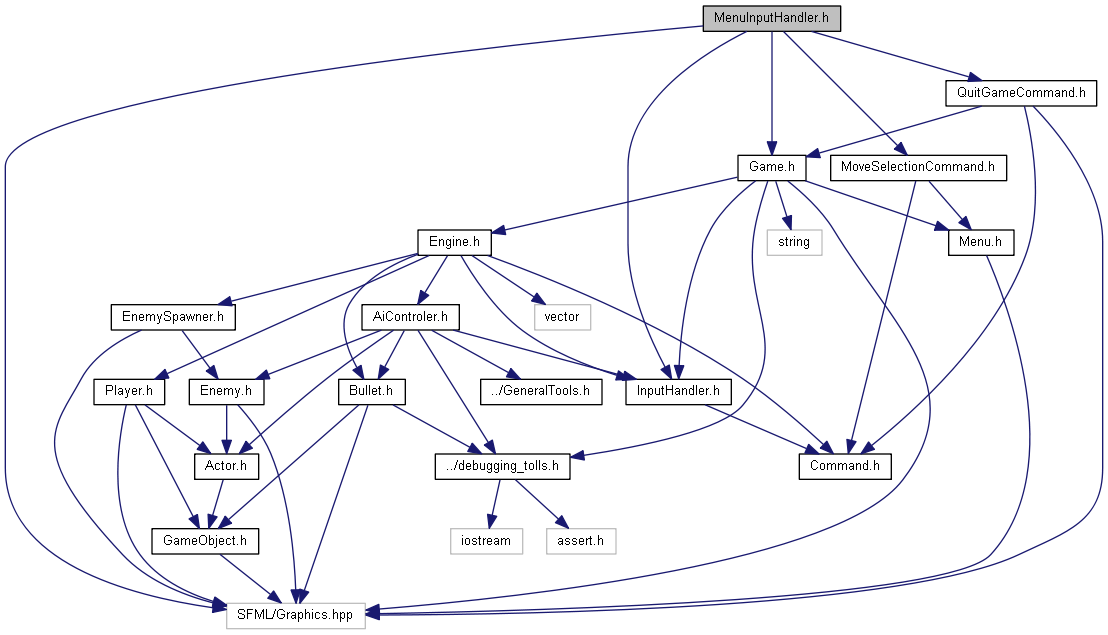 MenuInputHandler.h
QuitGameCommand.h
Game.h
MoveSelectionCommand.h
Engine.h
string
Menu.h
EnemySpawner.h
AiControler.h
vector
Player.h
Enemy.h
Bullet.h
../GeneralTools.h
InputHandler.h
Actor.h
../debugging_tolls.h
Command.h
GameObject.h
iostream
assert.h
SFML/Graphics.hpp